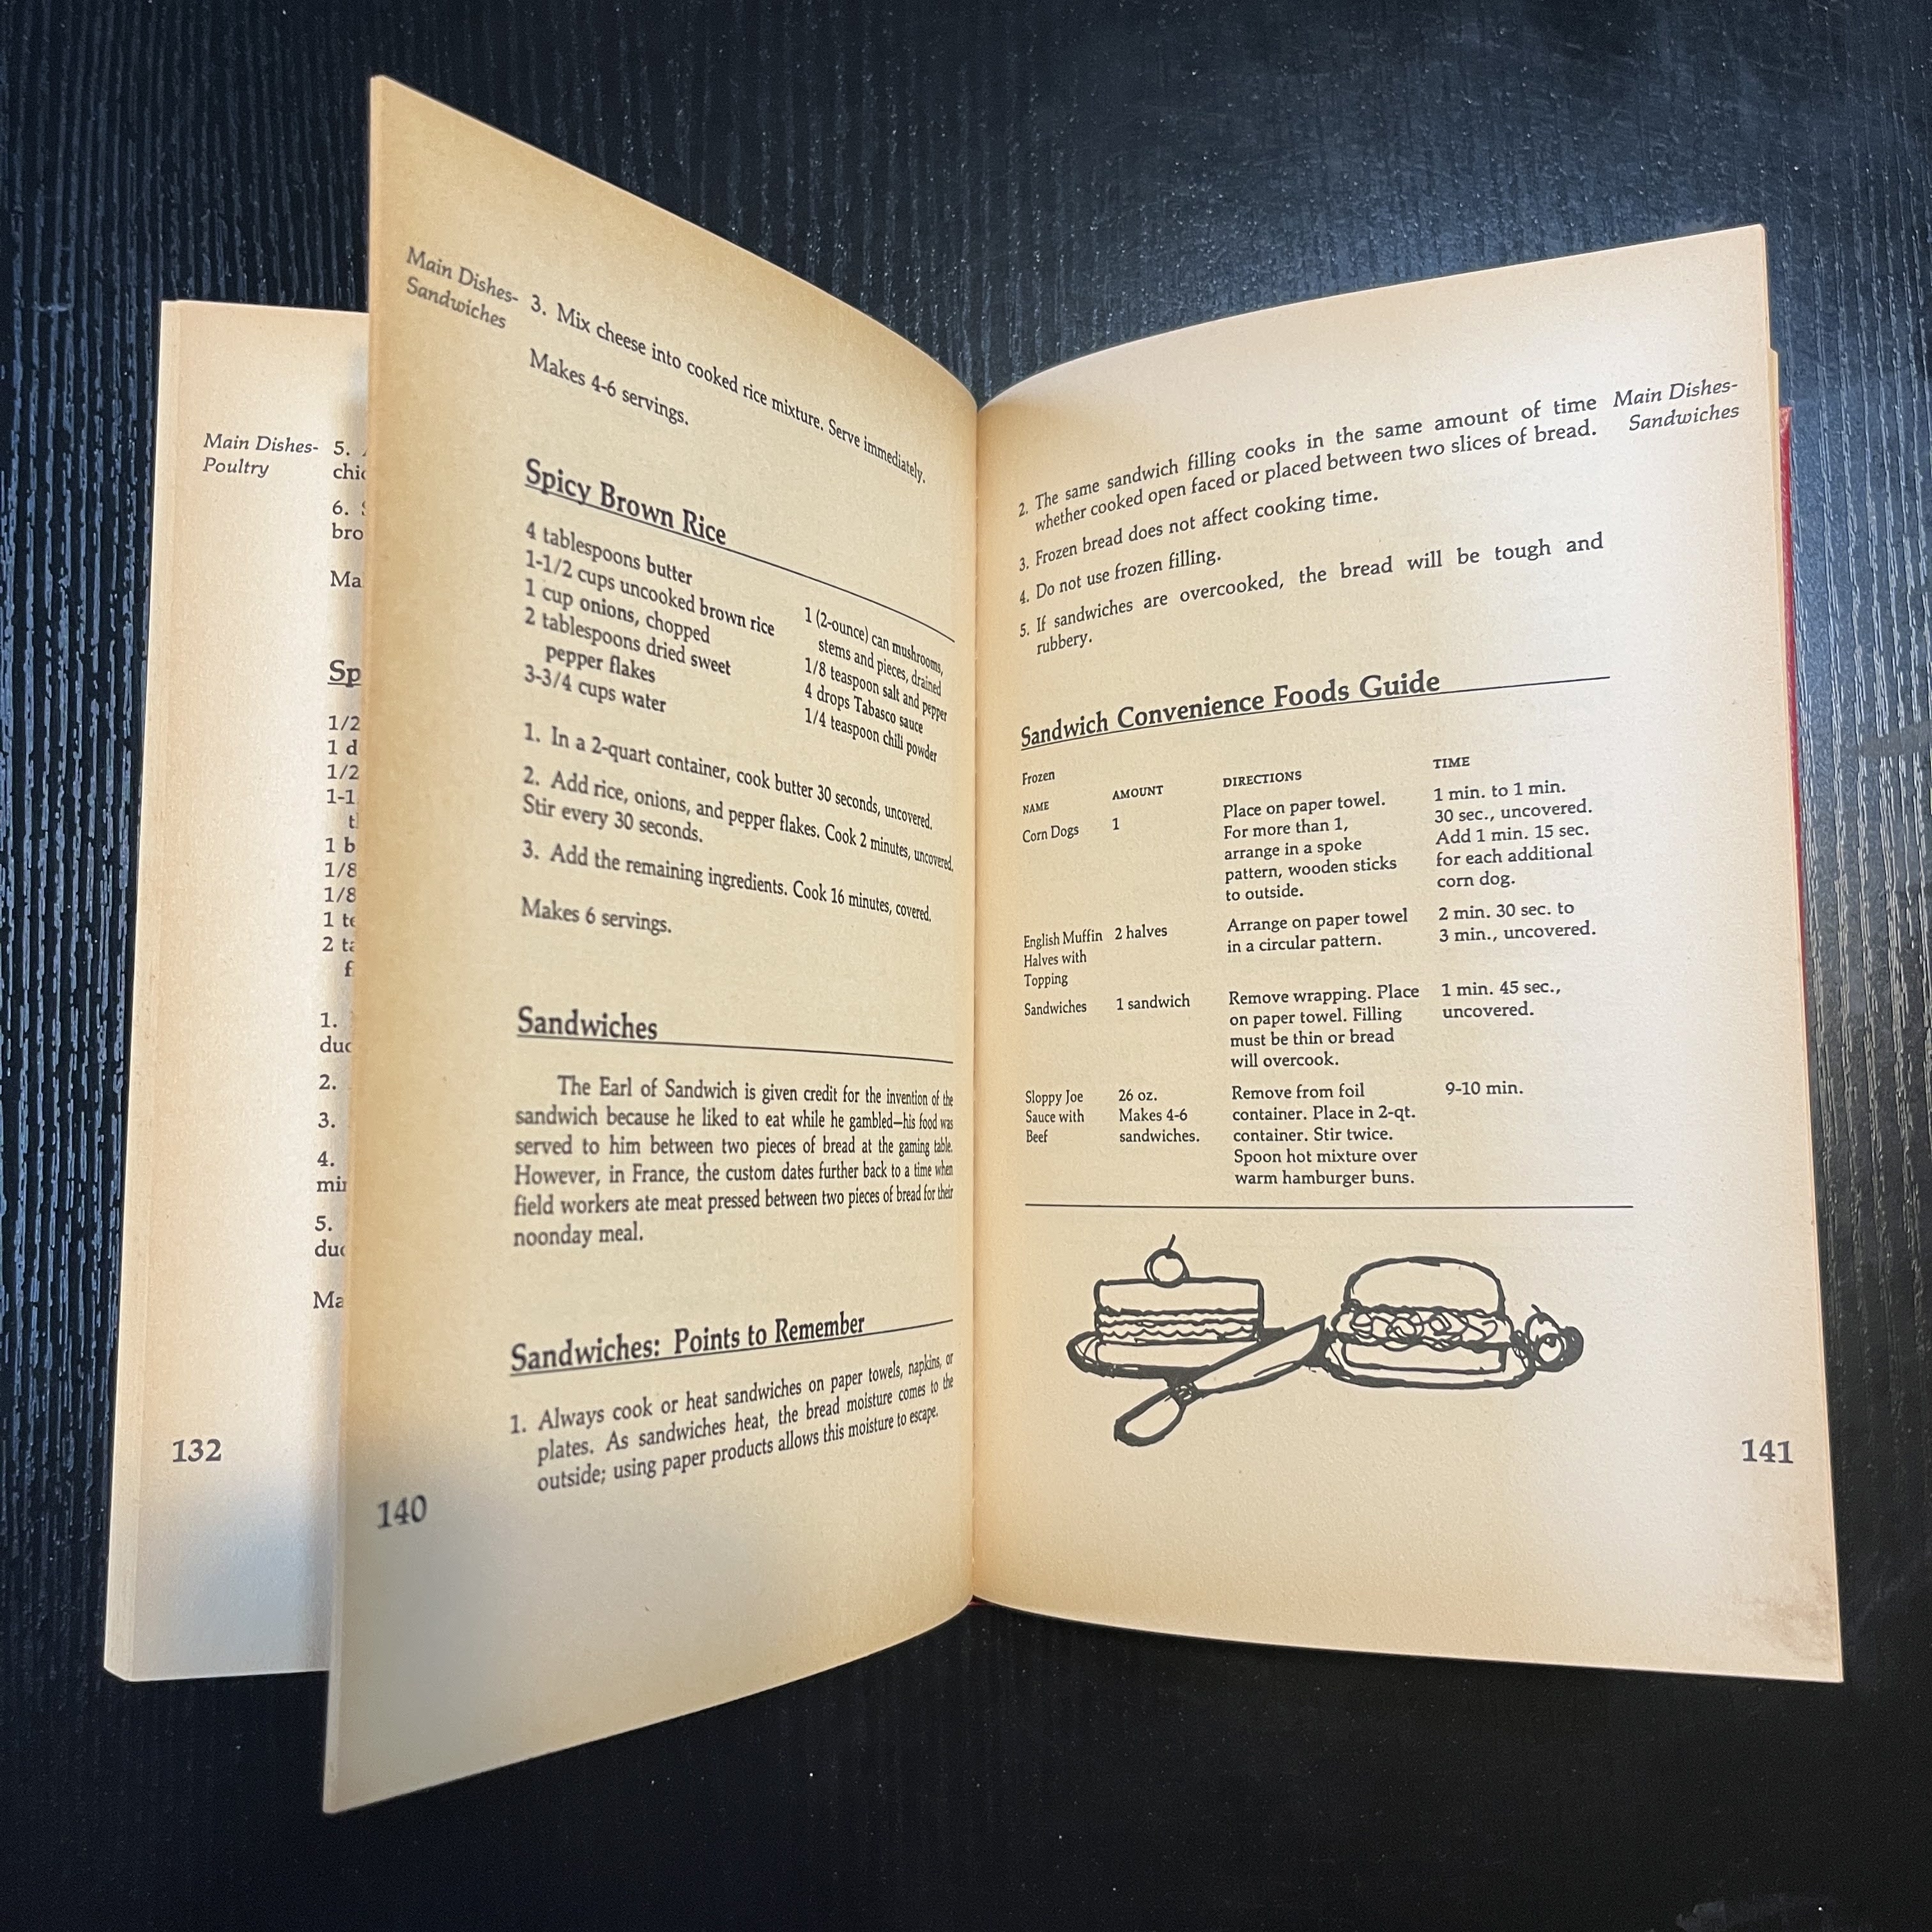 Main Dishes-
Poultry
5.
chic
6.
bro
Ma
Sp
1/2
1 d
1/2
1-1
t
1 b
1/8
1/8
1 te
2 ta
f
1.
duc
2.
3.
4.
min
5.
duc
Ma
132
Main Dishes-
Sandwiches
3. Mix cheese into cooked rice mixture. Serve immediately.
Makes 4-6 servings.
Spicy Brown Rice
4 tablespoons butter
1-1/2 cups uncooked brown rice
1 cup onions, chopped
2 tablespoons dried sweet
pepper flakes
3-3/4 cups water
1 (2-ounce) can mushrooms,
stems and pieces, drained
1/8 teaspoon salt and pepper
4 drops Tabasco sauce
1/4 teaspoon chili powder
1. In a 2-quart container, cook butter 30 seconds, uncovered.
2. Add rice, onions, and pepper flakes. Cook 2 minutes, uncovered.
Stir every 30 seconds.
3. Add the remaining ingredients. Cook 16 minutes, covered.
Makes 6 servings.
Sandwiches
The Earl of Sandwich is given credit for the invention of the
sandwich because he liked to eat while he gambled—his food was
served to him between two pieces of bread at the gaming table.
However, in France, the custom dates further back to a time when
field workers ate meat pressed between two pieces of bread for their
noonday meal.
Sandwiches: Points to Remember
1. Always cook or heat sandwiches on paper towels, napkins, or
plates. As sandwiches heat, the bread moisture comes to the
outside; using paper products allows this moisture to escape.
140
Main Dishes-
Sandwiches
2. The same sandwich filling cooks in the same amount of time
whether cooked open faced or placed between two slices of bread.
3. Frozen bread does not affect cooking time.
4. Do not use frozen filling.
5. If sandwiches are overcooked, the bread will be tough and
rubbery.
Sandwich Convenience Foods Guide
Frozen
NAME AMOUNT DIRECTIONS TIME
Corn Dogs 1 Place on paper towel. 1 min. to 1 min.
For more than 1, 30 sec., uncovered.
arrange in a spoke Add 1 min. 15 sec.
pattern, wooden sticks for each additional
to outside. corn dog.
English Muffin 2 halves Arrange on paper towel 2 min. 30 sec. to
Halves with in a circular pattern. 3 min., uncovered.
Topping
Sandwiches 1 sandwich Remove wrapping. Place 1 min. 45 sec.,
on paper towel. Filling uncovered.
must be thin or bread
will overcook.
Sloppy Joe 26 oz. Remove from foil 9-10 min.
Sauce with Makes 4-6 container. Place in 2-qt.
Beef sandwiches. container. Stir twice.
Spoon hot mixture over
warm hamburger buns.
141